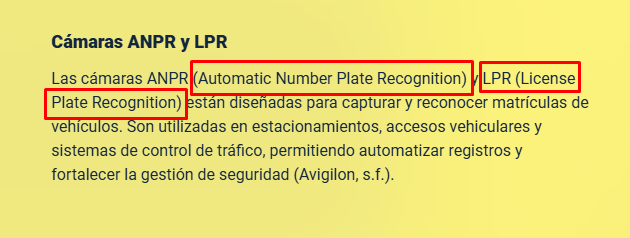 Cámaras ANPR y LPR
Las cámaras ANPR (Automatic Number Plate Recognition) y LPR (License
Plate Recognition) están diseñadas para capturar y reconocer matrículas de
vehículos. Son utilizadas en estacionamientos, accesos vehiculares y
sistemas de control de tráfico, permitiendo automatizar registros y
fortalecer la gestión de seguridad (Avigilon, s.f.).